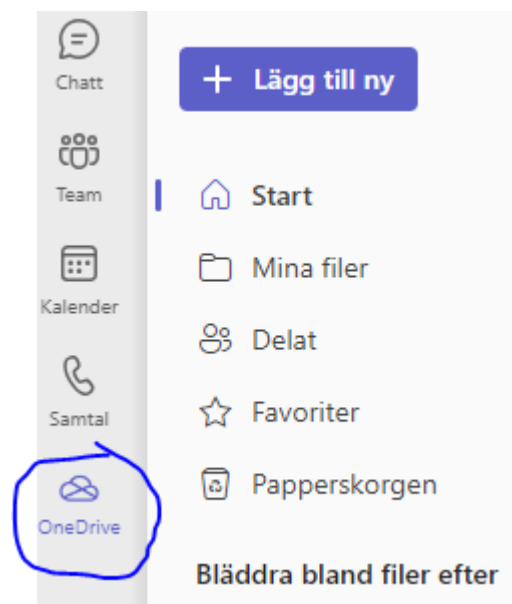 Chatt
Team
Kalender
Samtal
OneDrive
Lägg till ny
Start
Mina filer
Delat
Favoriter
Papperskorgen
Bläddra bland filer efter